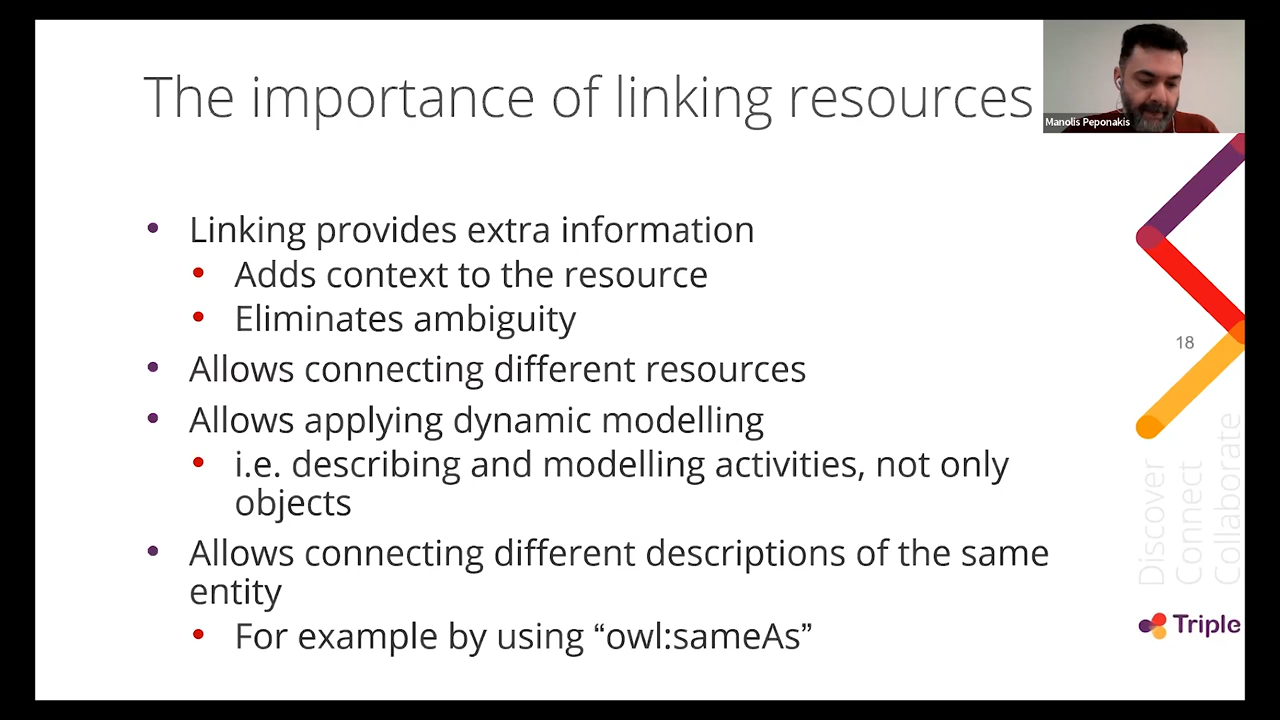 The importance of linking resources
Manolis Peponakis
• Linking provides extra information
• Adds context to the resource
• Eliminates ambiguity
• Allows connecting different resources
• Allows applying dynamic modelling
• i.e. describing and modelling activities, not only
objects
• Allows connecting different descriptions of the same
entity
• For example by using “owl:sameAs”
18
Discover
Connect
Collaborate
Triple